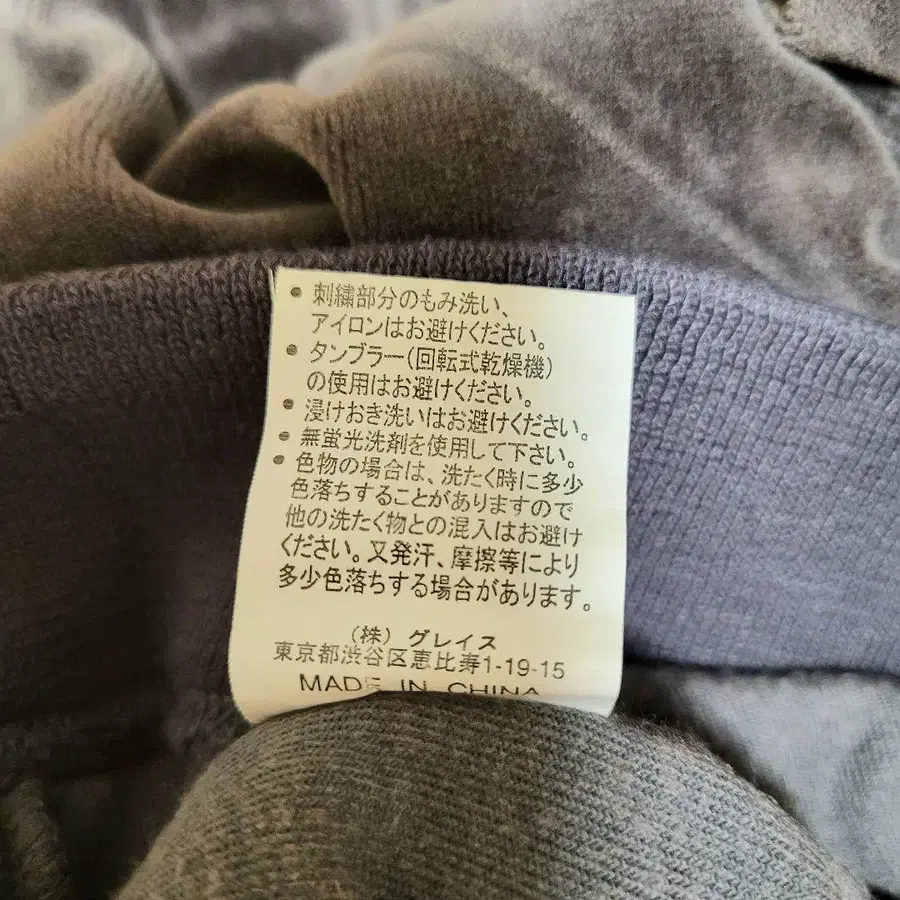 • 刺繍部分のもみ洗い、
アイロンはお避けください。
• タンブラー(回転式乾燥機)
の使用はお避けください。
• 浸けおき洗いはお避けください。
• 無蛍光洗剤を使用して下さい。
• 色物の場合は、洗たく時に多少
色落ちすることがありますので
他の洗たく物との混入はお避け
ください。又発汗、摩擦等により
多少色落ちする場合があります。
(株) グレイス
東京都渋谷区恵比寿1-19-15
MADE IN CHINA